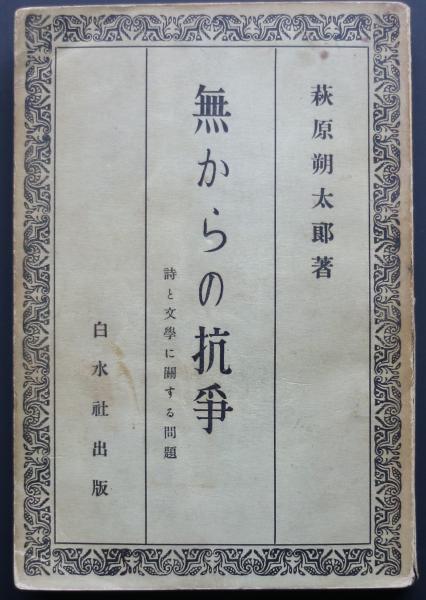 萩原朔太郎著
無からの抗爭
詩と文學に關する問題
白水社出版